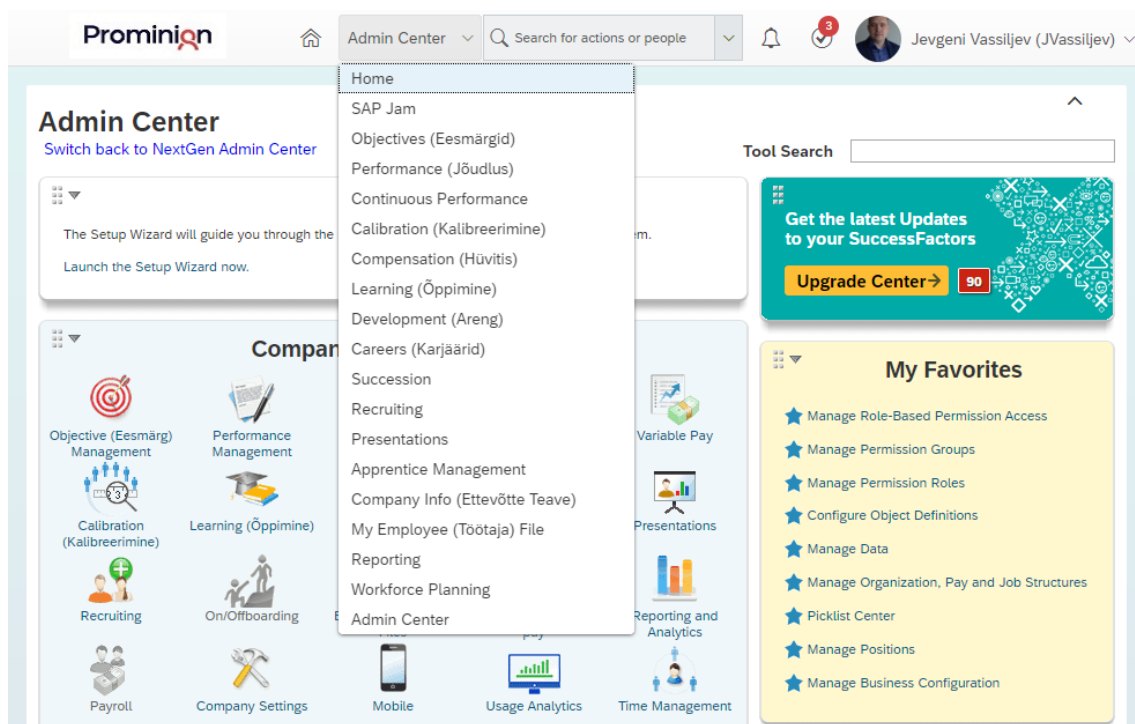 Prominion
Admin Center
Search for actions or people
3
Jevgeni Vassiljev (JVassiljev)
Home
SAP Jam
Objectives (Eesmärgid)
Performance (Jõudlus)
Continuous Performance
Calibration (Kalibreerimine)
Compensation (Hüvitis)
Learning (Õppimine)
Development (Areng)
Careers (Karjäärid)
Succession
Recruiting
Presentations
Apprentice Management
Company Info (Ettevõtte Teave)
My Employee (Töötaja) File
Reporting
Workforce Planning
Admin Center
Admin Center
Switch back to NextGen Admin Center
Tool Search
The Setup Wizard will guide you through the
Launch the Setup Wizard now.
Get the latest Updates
to your SuccessFactors
Upgrade Center
90
Objective (Eesmärg)
Management
Performance
Management
Variable Pay
Calibration
(Kalibreerimine)
Learning (Õppimine)
Presentations
Recruiting
On/Offboarding
Reporting and
Analytics
Payroll
Company Settings
Mobile
Usage Analytics
Time Management
My Favorites
Manage Role-Based Permission Access
Manage Permission Groups
Manage Permission Roles
Configure Object Definitions
Manage Data
Manage Organization, Pay and Job Structures
Picklist Center
Manage Positions
Manage Business Configuration